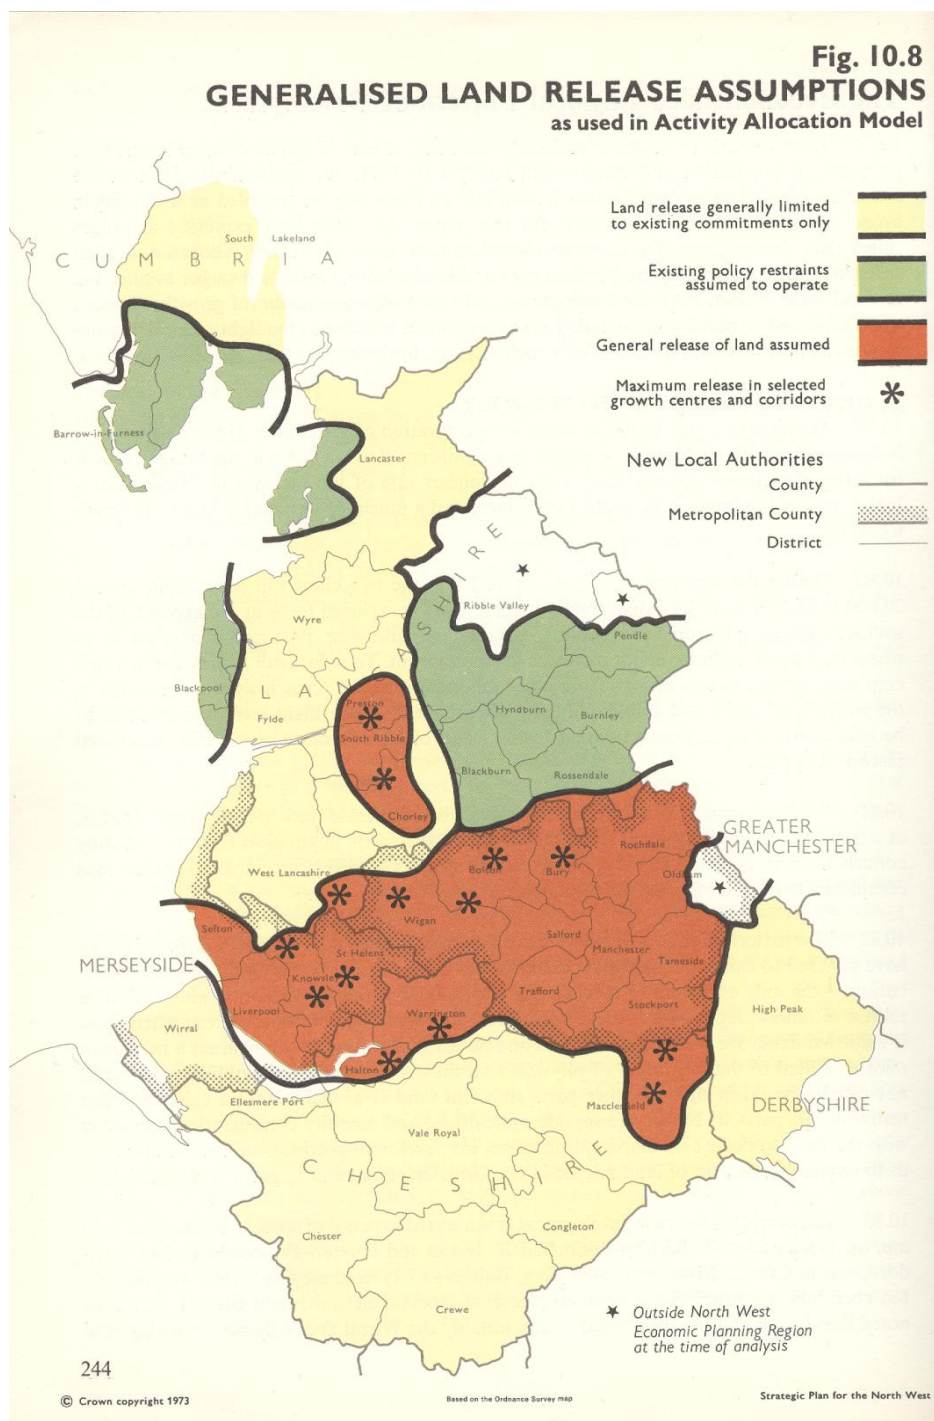 Fig. 10.8
GENERALISED LAND RELEASE ASSUMPTIONS
as used in Activity Allocation Model
Land release generally limited
to existing commitments only
Existing policy restraints
assumed to operate
General release of land assumed
Maximum release in selected
growth centres and corridors
New Local Authorities
County
Metropolitan County
District
South Lakeland
CUMBRIA
Barrow-in-Furness
Lancaster
LANCASHIRE
Ribble Valley
Wyre
Pendle
Blackpool
Fylde
Preston
Hyndburn
Burnley
South Ribble
Blackburn
Rossendale
Chorley
GREATER
MANCHESTER
Rochdale
West Lancashire
Bolton
Bury
Oldham
Wigan
Sefton
Salford
Manchester
St Helens
Tameside
MERSEYSIDE
Knowsley
Trafford
Stockport
Liverpool
Warrington
High Peak
Wirral
Halton
Ellesmere Port
Macclesfield
DERBYSHIRE
Vale Royal
CHESHIRE
Chester
Congleton
Crewe
Outside North West
Economic Planning Region
at the time of analysis
244
© Crown copyright 1973
Based on the Ordnance Survey map
Strategic Plan for the North West